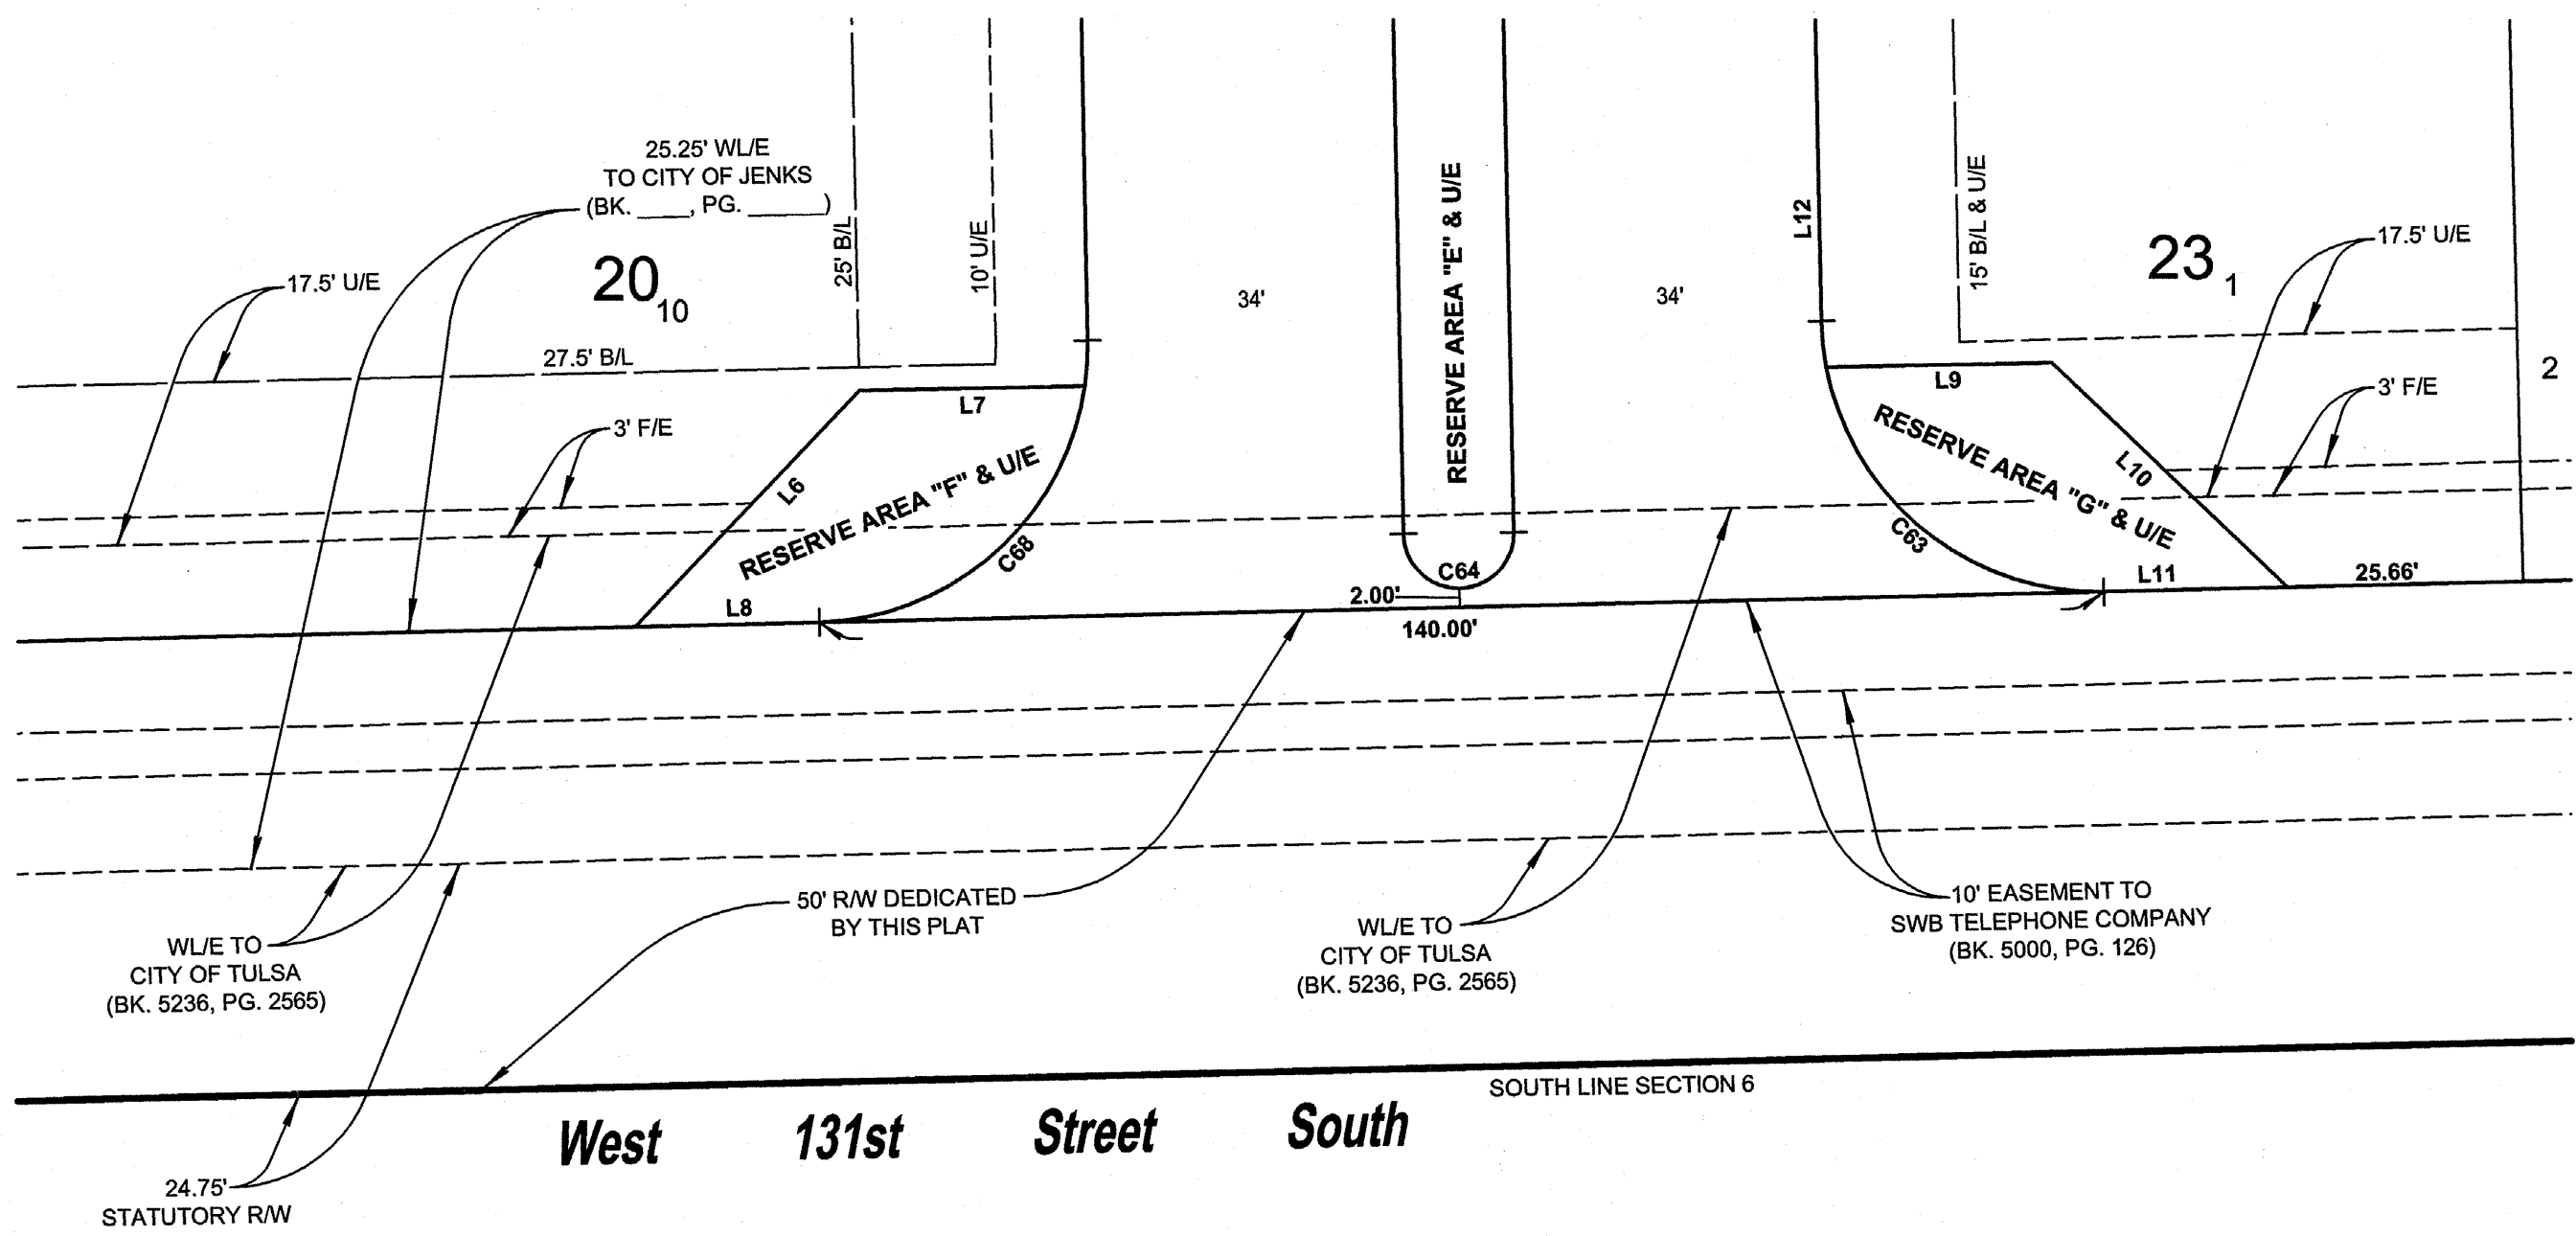 25.25' WL/E
TO CITY OF JENKS
(BK. ____, PG. ______)
25' B/L
10' U/E
20 10
17.5' U/E
27.5' B/L
3' F/E
L6
L7
L8
RESERVE AREA "F" & U/E
C68
34'
RESERVE AREA "E" & U/E
C64
2.00'
140.00'
34'
L12
15' B/L & U/E
23 1
17.5' U/E
2
3' F/E
L9
RESERVE AREA "G" & U/E
L10
C63
L11
25.66'
WL/E TO
CITY OF TULSA
(BK. 5236, PG. 2565)
50' R/W DEDICATED
BY THIS PLAT
WL/E TO
CITY OF TULSA
(BK. 5236, PG. 2565)
10' EASEMENT TO
SWB TELEPHONE COMPANY
(BK. 5000, PG. 126)
SOUTH LINE SECTION 6
West 131st Street South
24.75'
STATUTORY R/W